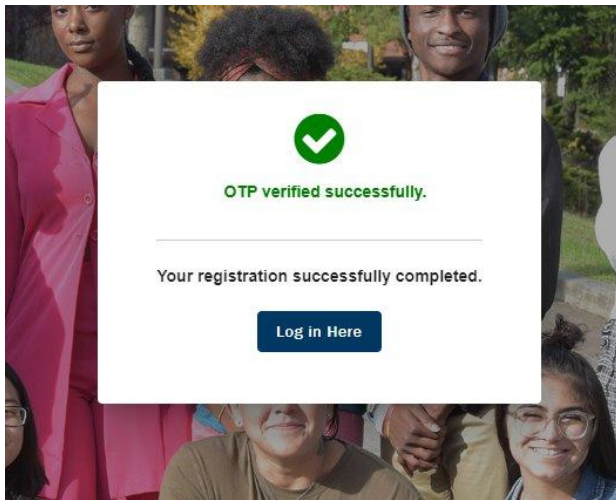 OTP verified successfully.
Your registration successfully completed.
Log in Here